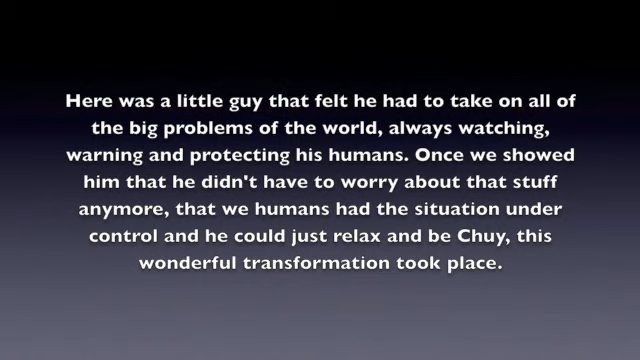 Here was a little guy that felt he had to take on all of
the big problems of the world, always watching,
warning and protecting his humans. Once we showed
him that he didn't have to worry about that stuff
anymore, that we humans had the situation under
control and he could just relax and be Chuy, this
wonderful transformation took place.